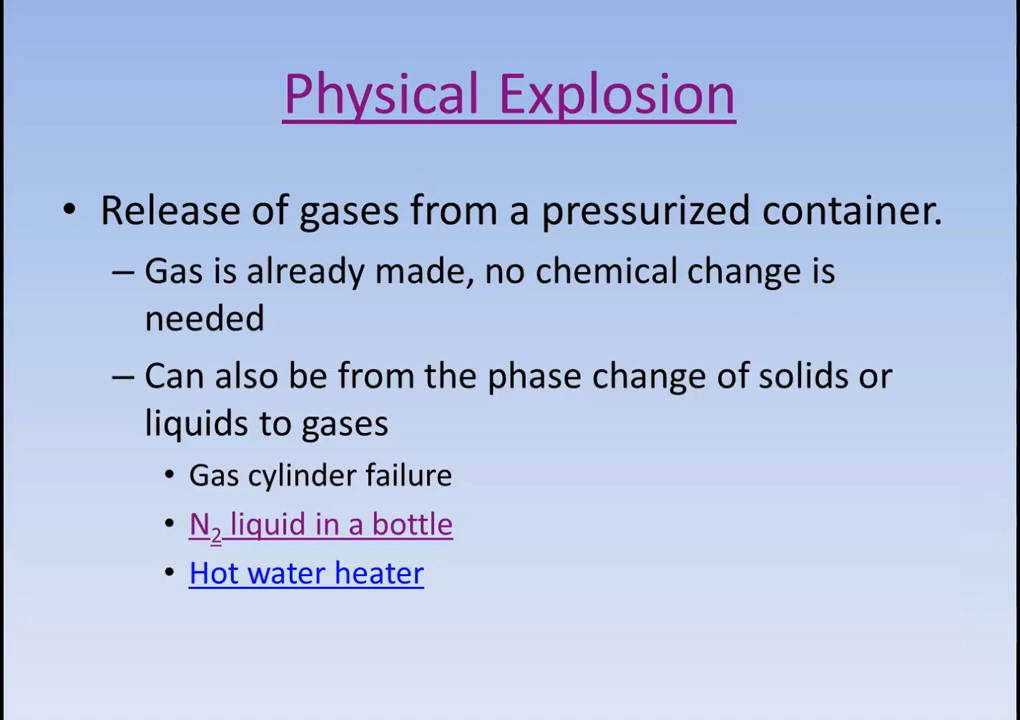 Physical Explosion
• Release of gases from a pressurized container.
– Gas is already made, no chemical change is
needed
– Can also be from the phase change of solids or
liquids to gases
• Gas cylinder failure
• N₂ liquid in a bottle
• Hot water heater